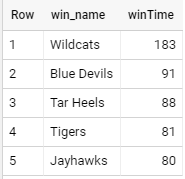 Row win_name winTime
1 Wildcats 183
2 Blue Devils 91
3 Tar Heels 88
4 Tigers 81
5 Jayhawks 80